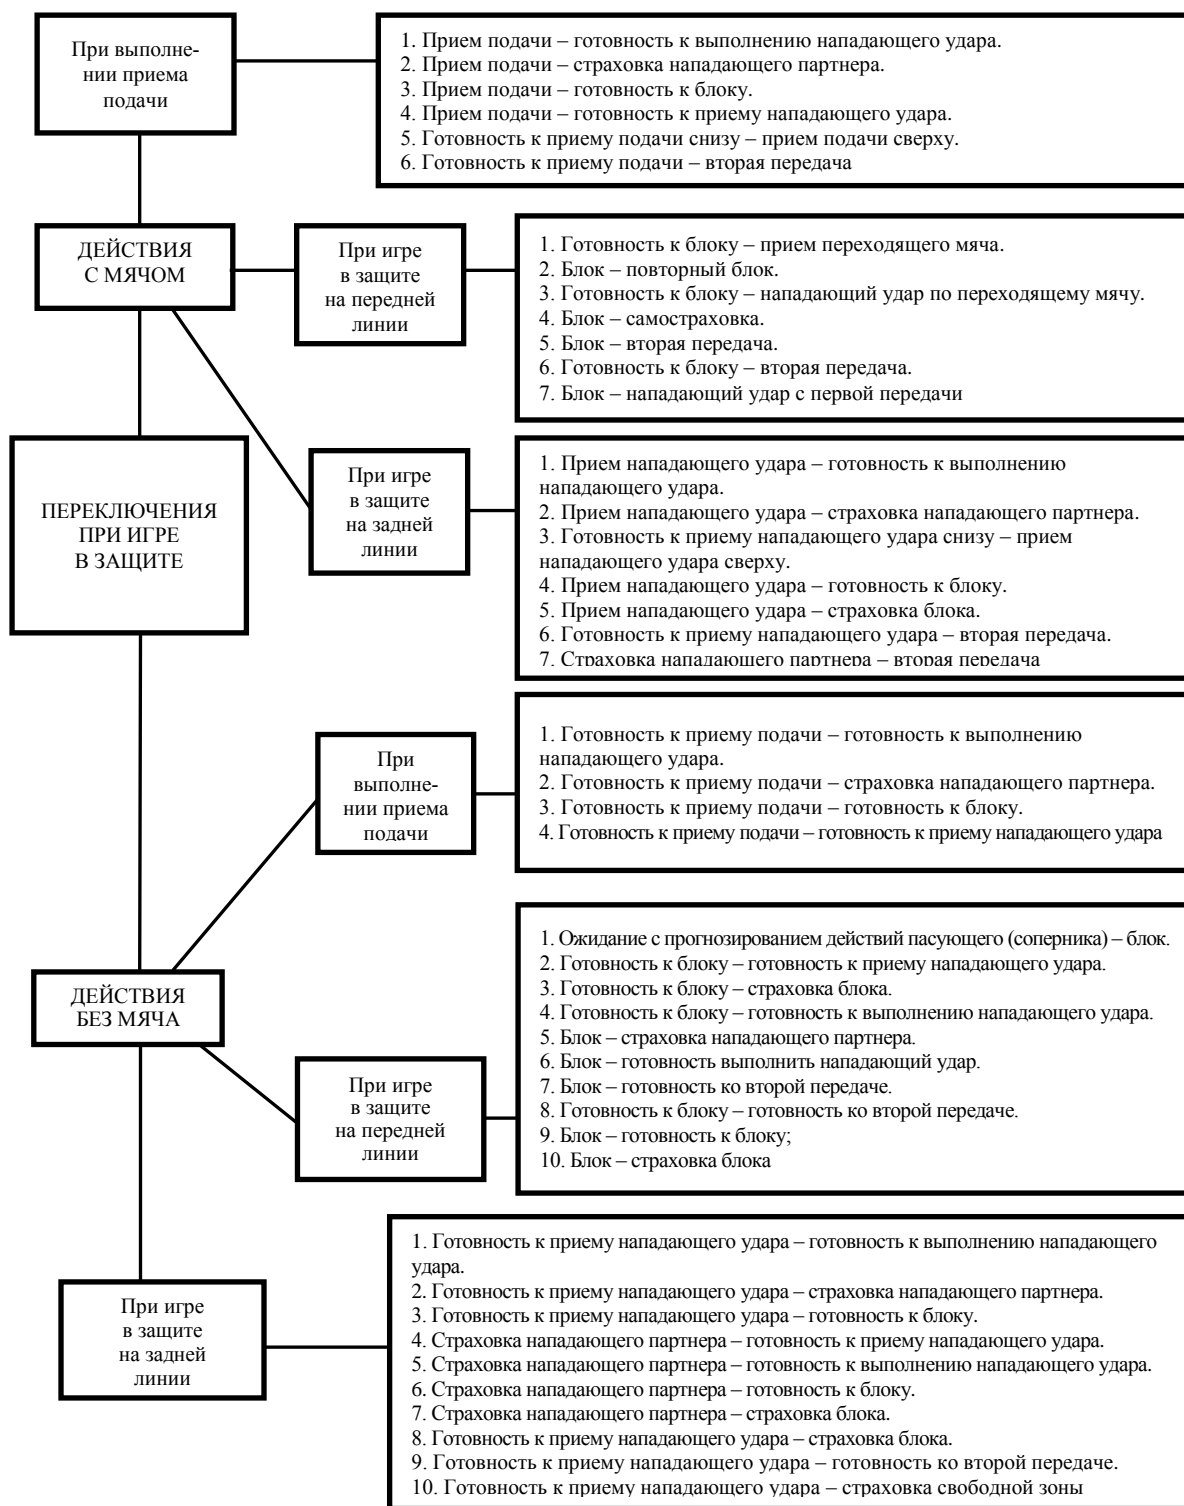 При выполне-
нии приема
подачи
1. Прием подачи – готовность к выполнению нападающего удара.
2. Прием подачи – страховка нападающего партнера.
3. Прием подачи – готовность к блоку.
4. Прием подачи – готовность к приему нападающего удара.
5. Готовность к приему подачи снизу – прием подачи сверху.
6. Готовность к приему подачи – вторая передача
ДЕЙСТВИЯ
С МЯЧОМ
При игре
в защите
на передней
линии
1. Готовность к блоку – прием переходящего мяча.
2. Блок – повторный блок.
3. Готовность к блоку – нападающий удар по переходящему мячу.
4. Блок – самостраховка.
5. Блок – вторая передача.
6. Готовность к блоку – вторая передача.
7. Блок – нападающий удар с первой передачи
ПЕРЕКЛЮЧЕНИЯ
ПРИ ИГРЕ
В ЗАЩИТЕ
При игре
в защите
на задней
линии
1. Прием нападающего удара – готовность к выполнению
нападающего удара.
2. Прием нападающего удара – страховка нападающего партнера.
3. Готовность к приему нападающего удара снизу – прием
нападающего удара сверху.
4. Прием нападающего удара – готовность к блоку.
5. Прием нападающего удара – страховка блока.
6. Готовность к приему нападающего удара – вторая передача.
7. Страховка нападающего партнера – вторая передача
При
выполне-
нии приема
подачи
1. Готовность к приему подачи – готовность к выполнению
нападающего удара.
2. Готовность к приему подачи – страховка нападающего партнера.
3. Готовность к приему подачи – готовность к блоку.
4. Готовность к приему подачи – готовность к приему нападающего удара
ДЕЙСТВИЯ
БЕЗ МЯЧА
При игре
в защите
на передней
линии
1. Ожидание с прогнозированием действий пасующего (соперника) – блок.
2. Готовность к блоку – готовность к приему нападающего удара.
3. Готовность к блоку – страховка блока.
4. Готовность к блоку – готовность к выполнению нападающего удара.
5. Блок – страховка нападающего партнера.
6. Блок – готовность выполнить нападающий удар.
7. Блок – готовность ко второй передаче.
8. Готовность к блоку – готовность ко второй передаче.
9. Блок – готовность к блоку;
10. Блок – страховка блока
При игре
в защите
на задней
линии
1. Готовность к приему нападающего удара – готовность к выполнению нападающего
удара.
2. Готовность к приему нападающего удара – страховка нападающего партнера.
3. Готовность к приему нападающего удара – готовность к блоку.
4. Страховка нападающего партнера – готовность к приему нападающего удара.
5. Страховка нападающего партнера – готовность к выполнению нападающего удара.
6. Страховка нападающего партнера – готовность к блоку.
7. Страховка нападающего партнера – страховка блока.
8. Готовность к приему нападающего удара – страховка блока.
9. Готовность к приему нападающего удара – готовность ко второй передаче.
10. Готовность к приему нападающего удара – страховка свободной зоны